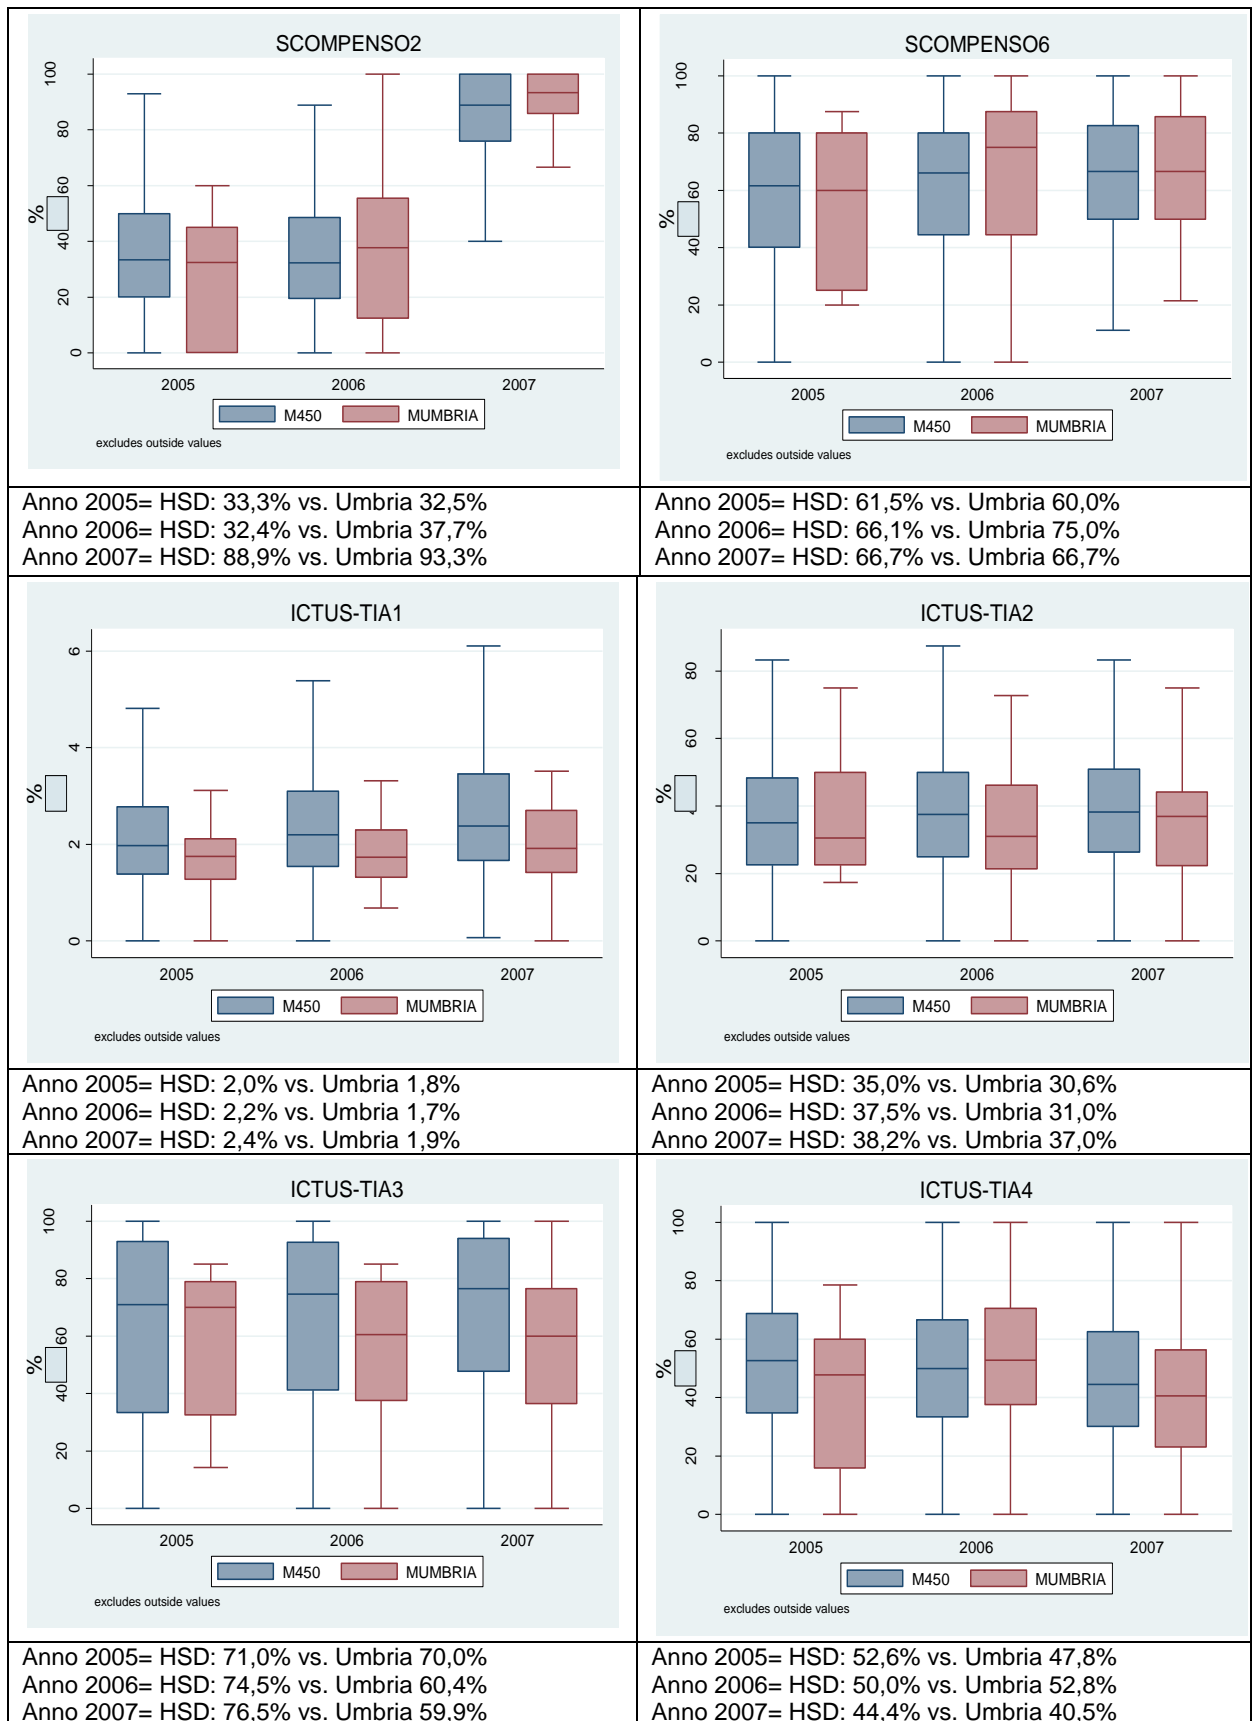 SCOMPENSO2
100
80
60
40
20
0
%
2005 2006 2007
M450 MUMBRIA
excludes outside values
SCOMPENSO6
100
80
60
40
20
0
%
2005 2006 2007
M450 MUMBRIA
excludes outside values
Anno 2005= HSD: 33,3% vs. Umbria 32,5%
Anno 2006= HSD: 32,4% vs. Umbria 37,7%
Anno 2007= HSD: 88,9% vs. Umbria 93,3%
Anno 2005= HSD: 61,5% vs. Umbria 60,0%
Anno 2006= HSD: 66,1% vs. Umbria 75,0%
Anno 2007= HSD: 66,7% vs. Umbria 66,7%
ICTUS-TIA1
6
4
2
0
%
2005 2006 2007
M450 MUMBRIA
excludes outside values
ICTUS-TIA2
80
60
20
0
%
2005 2006 2007
M450 MUMBRIA
excludes outside values
Anno 2005= HSD: 2,0% vs. Umbria 1,8%
Anno 2006= HSD: 2,2% vs. Umbria 1,7%
Anno 2007= HSD: 2,4% vs. Umbria 1,9%
Anno 2005= HSD: 35,0% vs. Umbria 30,6%
Anno 2006= HSD: 37,5% vs. Umbria 31,0%
Anno 2007= HSD: 38,2% vs. Umbria 37,0%
ICTUS-TIA3
100
80
60
40
20
0
%
2005 2006 2007
M450 MUMBRIA
excludes outside values
ICTUS-TIA4
100
80
60
40
20
0
%
2005 2006 2007
M450 MUMBRIA
excludes outside values
Anno 2005= HSD: 71,0% vs. Umbria 70,0%
Anno 2006= HSD: 74,5% vs. Umbria 60,4%
Anno 2007= HSD: 76,5% vs. Umbria 59,9%
Anno 2005= HSD: 52,6% vs. Umbria 47,8%
Anno 2006= HSD: 50,0% vs. Umbria 52,8%
Anno 2007= HSD: 44,4% vs. Umbria 40,5%